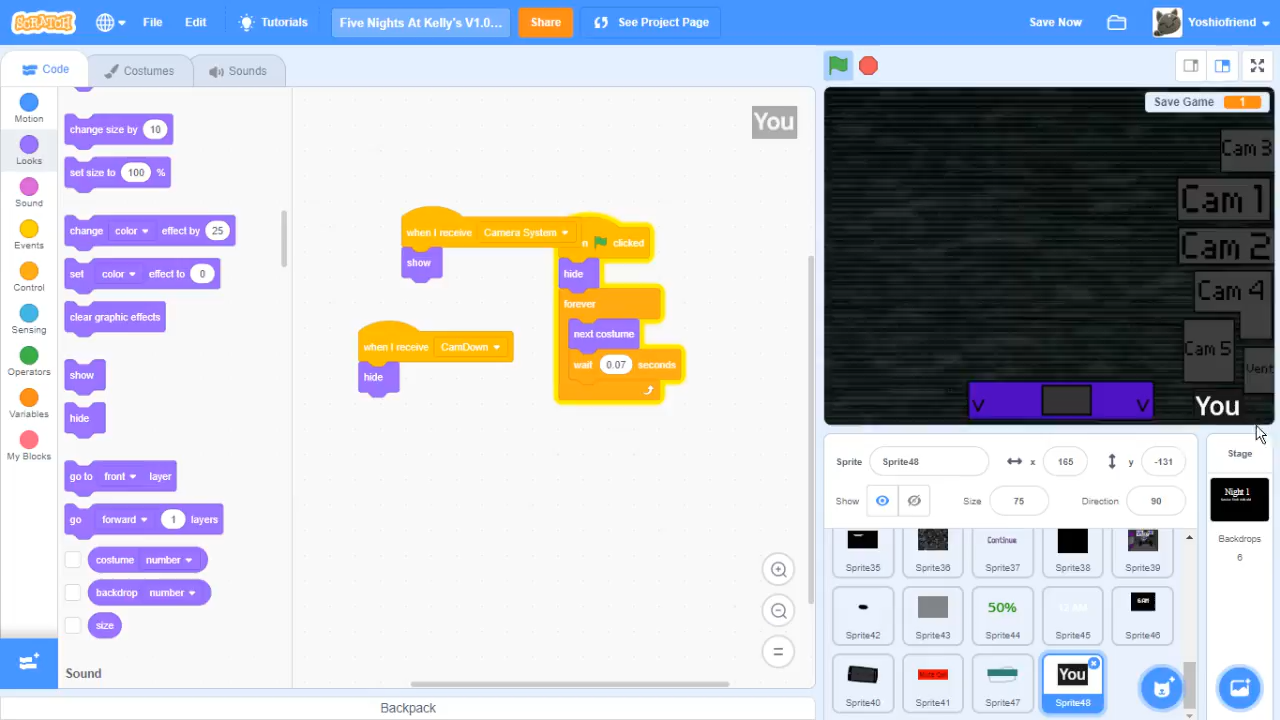 SCRATCH
File
Edit
Tutorials
Five Nights At Kelly's V1.0...
Share
See Project Page
Save Now
Yoshiofriend
Code
Costumes
Sounds
Motion
Looks
Sound
Events
Control
Sensing
Operators
Variables
My Blocks
change size by 10
set size to 100 %
change color effect by 25
set color effect to 0
clear graphic effects
show
hide
go to front layer
go forward 1 layers
costume number
backdrop number
size
Sound
when I receive Camera System
show
when I receive CamDown
hide
n clicked
hide
forever
next costume
wait 0.07 seconds
You
Backpack
Save Game 1
Cam 3
Cam 1
Cam 2
Cam 4
Cam 5
Vent
V V
You
Sprite Sprite48 x 165 y -131
Show Size 75 Direction 90
Continue
Sprite35 Sprite36 Sprite37 Sprite38 Sprite39
50%
6 AM
Sprite42 Sprite43 Sprite44 Sprite45 Sprite46
You
Sprite40 Sprite41 Sprite47 Sprite48
Stage
Night 1
Backdrops
6